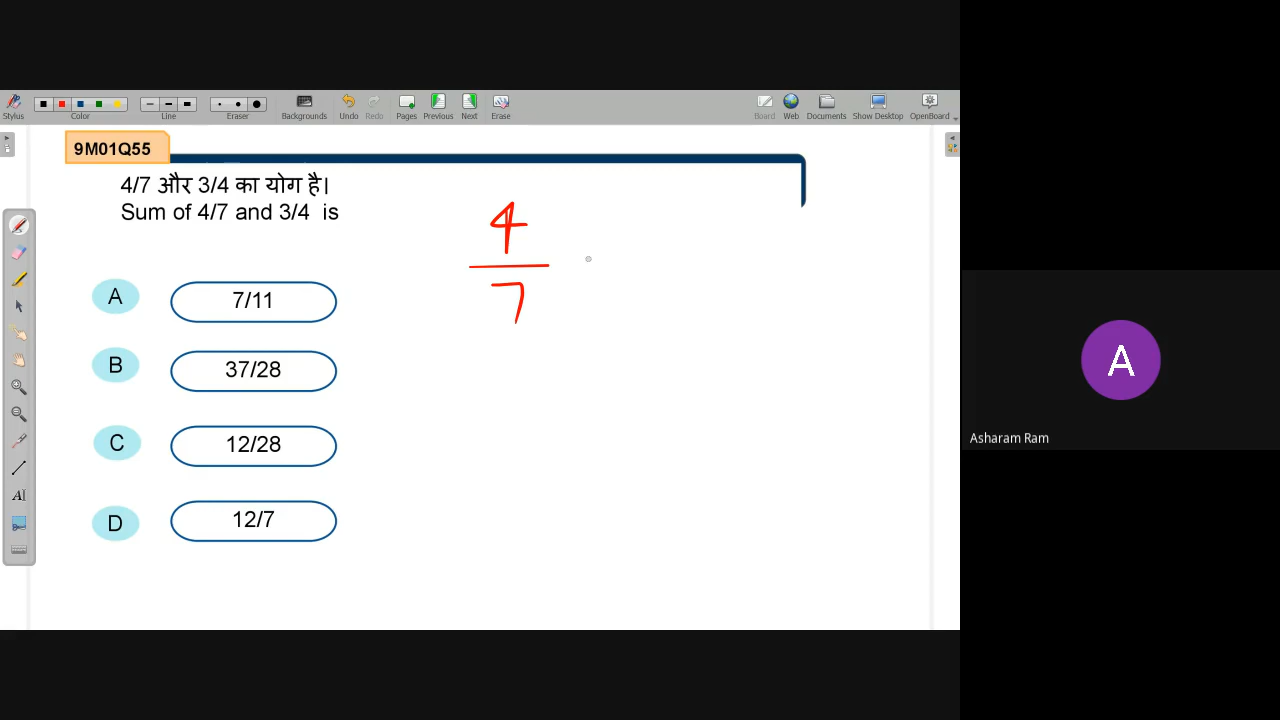 Stylus
Color
Line
Eraser
Backgrounds
Undo
Redo
Pages
Previous
Next
Erase
Board
Web
Documents
Show Desktop
OpenBoard
9M01Q55
4/7 और 3/4 का योग है।
Sum of 4/7 and 3/4 is
4
7
A 7/11
B 37/28
C 12/28
D 12/7
AI
A
Asharam Ram